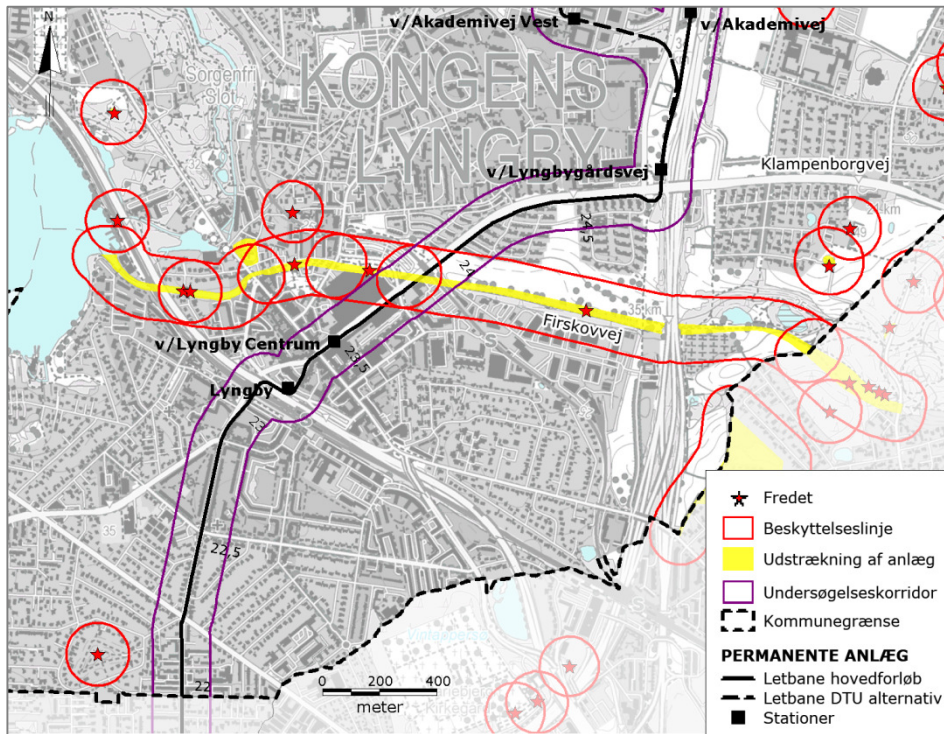 v/Akademivej Vest
v/Akademivej
N
Sorgenfri
Slot
KONGENS
LYNGBY
Klampenborgvej
v/Lyngbygårdsvej
24,5
24
35 km
Firskovvej
v/Lyngby Centrum
23,5
Lyngby
23
22,5
35
22
0 200 400
meter
Fredet
Beskyttelseslinje
Udstrækning af anlæg
Undersøgelseskorridor
Kommunegrænse
PERMANENTE ANLÆG
Letbane hovedforløb
Letbane DTU alternativ
Stationer